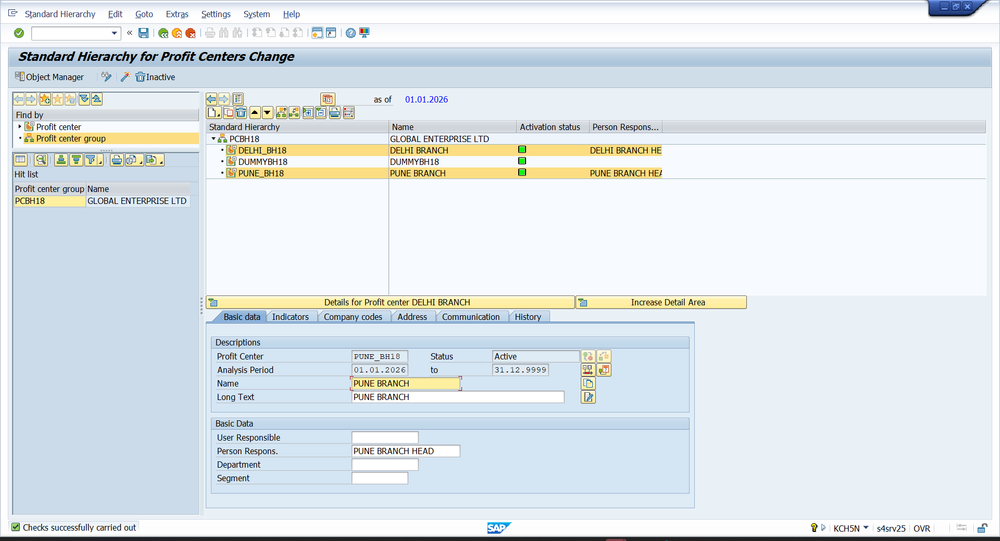 Standard Hierarchy Edit Goto Extras Settings System Help
«
Standard Hierarchy for Profit Centers Change
Object Manager Inactive
as of 01.01.2026
Find by
Profit center
Profit center group
Hit list
Profit center group Name
PCBH18 GLOBAL ENTERPRISE LTD
Standard Hierarchy Name Activation status Person Respons...
PCBH18 GLOBAL ENTERPRISE LTD
DELHI_BH18 DELHI BRANCH DELHI BRANCH HE
DUMMYBH18 DUMMYBH18
PUNE_BH18 PUNE BRANCH PUNE BRANCH HEA
Details for Profit center DELHI BRANCH Increase Detail Area
Basic data Indicators Company codes Address Communication History
Descriptions
Profit Center PUNE_BH18 Status Active
Analysis Period 01.01.2026 to 31.12.9999
Name PUNE BRANCH
Long Text PUNE BRANCH
Basic Data
User Responsible
Person Respons. PUNE BRANCH HEAD
Department
Segment
Checks successfully carried out SAP KCH5N s4srv25 OVR